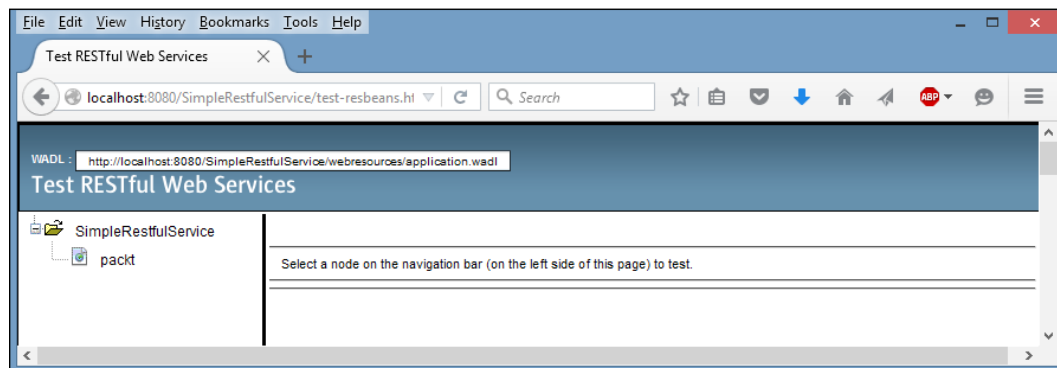 File Edit View History Bookmarks Tools Help
Test RESTful Web Services
localhost:8080/SimpleRestfulService/test-resbeans.ht
Search
ABP
WADL : http://localhost:8080/SimpleRestfulService/webresources/application.wadl
Test RESTful Web Services
SimpleRestfulService
packt
Select a node on the navigation bar (on the left side of this page) to test.